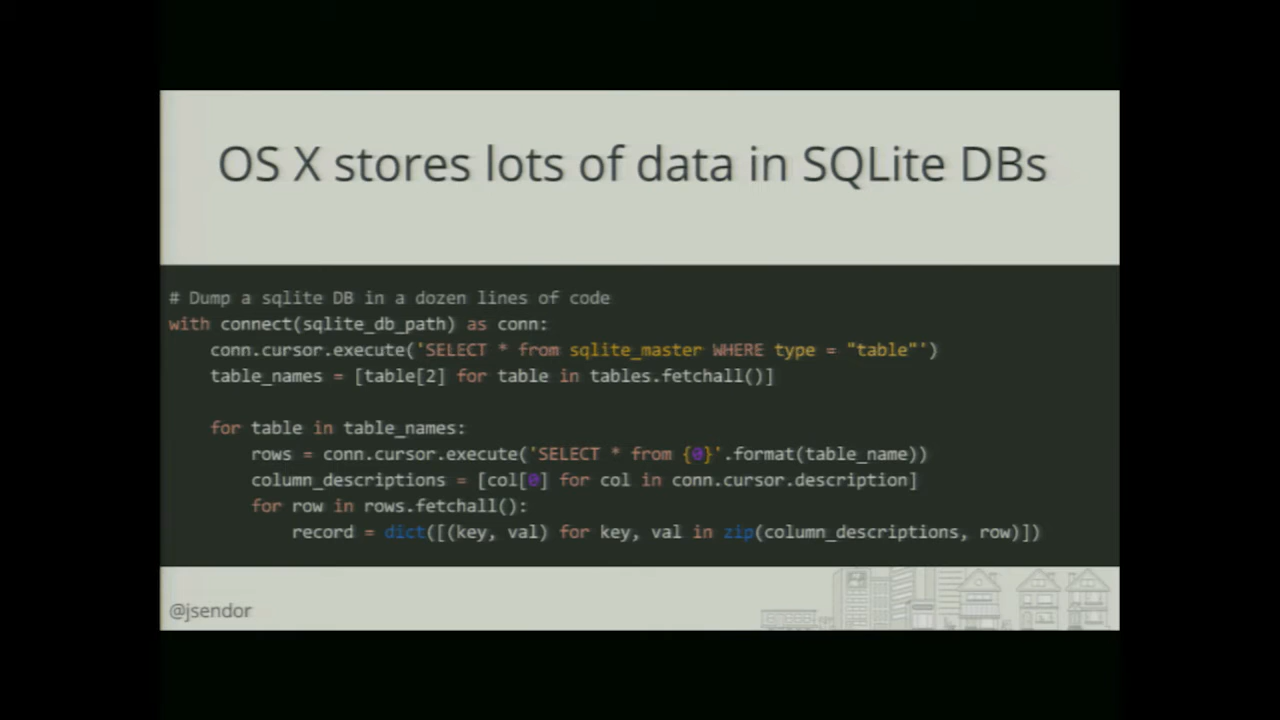 OS X stores lots of data in SQLite DBs
# Dump a sqlite DB in a dozen lines of code
with connect(sqlite_db_path) as conn:
    conn.cursor.execute('SELECT * from sqlite_master WHERE type = "table"')
    table_names = [table[2] for table in tables.fetchall()]
    for table in table_names:
        rows = conn.cursor.execute('SELECT * from {0}'.format(table_name))
        column_descriptions = [col[0] for col in conn.cursor.description]
        for row in rows.fetchall():
            record = dict([(key, val) for key, val in zip(column_descriptions, row)])
@jsendor